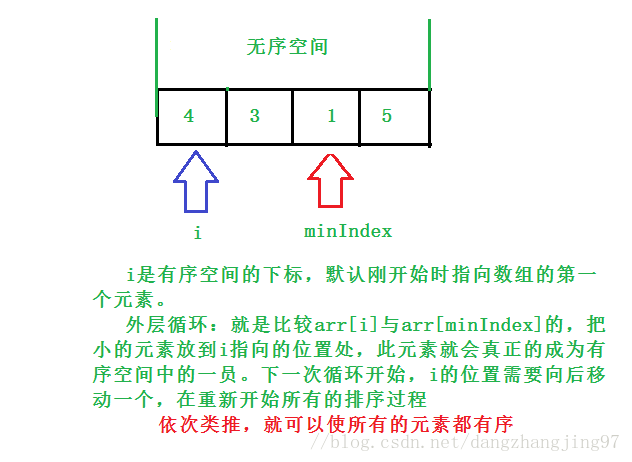 无序空间
4 3 1 5
i minIndex
i是有序空间的下标，默认刚开始时指向数组的第一
个元素。
外层循环：就是比较arr[i]与arr[minIndex]的，把
小的元素放到i指向的位置处，此元素就会真正的成为有
序空间中的一员。下一次循环开始，i的位置需要向后移
动一个，在重新开始所有的排序过程
依次类推，就可以使所有的元素都有序
//blog.csdn.net/dangzhangjing97